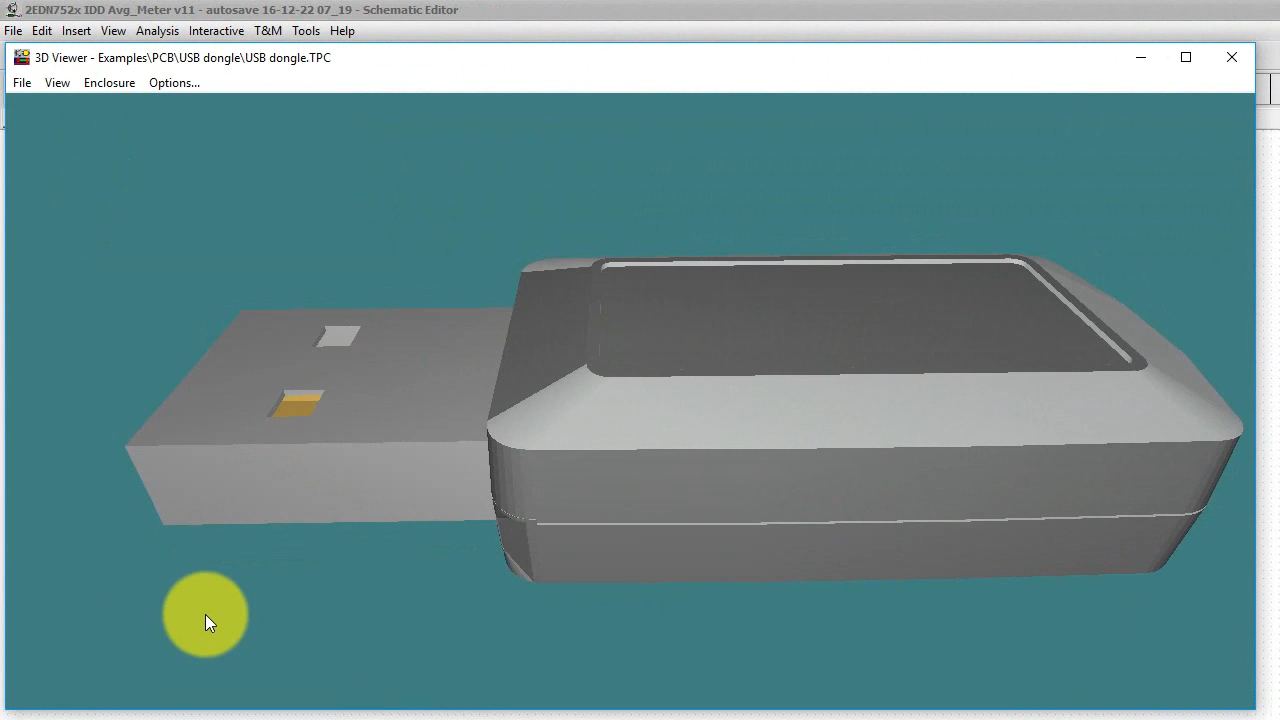 2EDN752x IDD Avg_Meter v11 - autosave 16-12-22 07_19 - Schematic Editor
File Edit Insert View Analysis Interactive T&M Tools Help
3D Viewer - Examples\PCB\USB dongle\USB dongle.TPC
File View Enclosure Options...